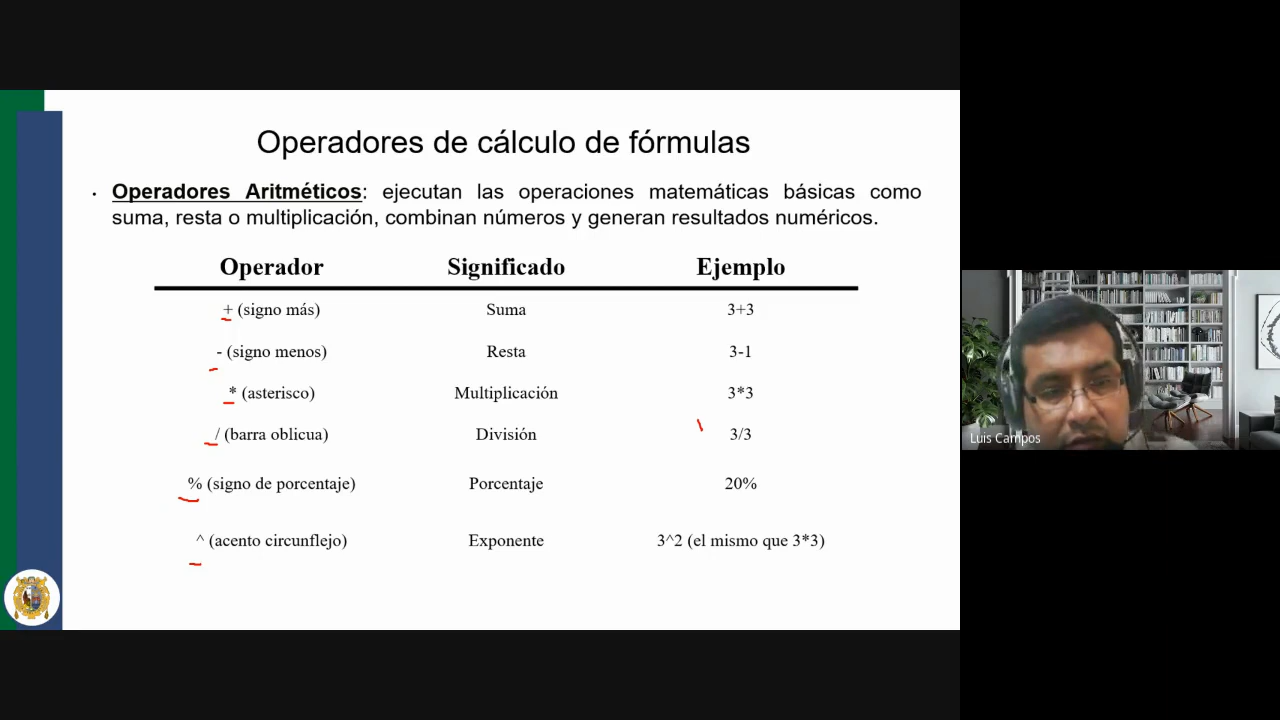 Operadores de cálculo de fórmulas
· Operadores Aritméticos: ejecutan las operaciones matemáticas básicas como
suma, resta o multiplicación, combinan números y generan resultados numéricos.
Operador Significado Ejemplo
+ (signo más) Suma 3+3
- (signo menos) Resta 3-1
* (asterisco) Multiplicación 3*3
/ (barra oblicua) División 3/3
% (signo de porcentaje) Porcentaje 20%
^ (acento circunflejo) Exponente 3^2 (el mismo que 3*3)
Luis Campos